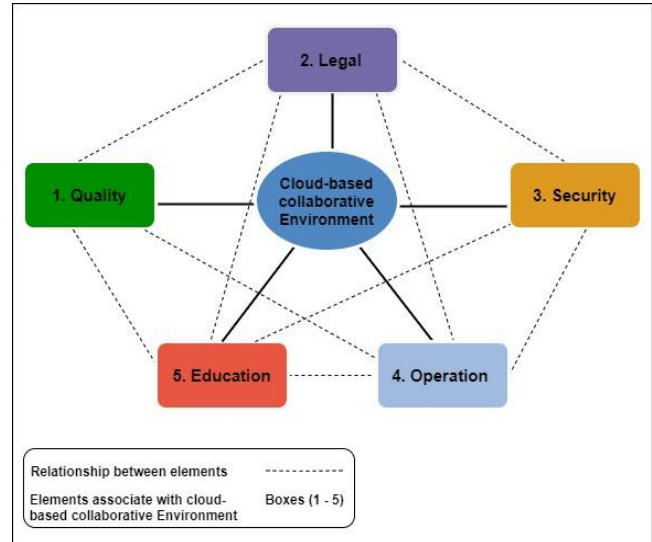 2. Legal
1. Quality
Cloud-based
collaborative
Environment
3. Security
5. Education
4. Operation
Relationship between elements
Elements associate with cloud-
based collaborative Environment
Boxes (1 - 5)